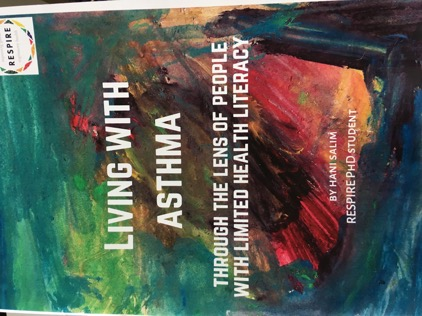 RESPIRE
LIVING WITH
ASTHMA
THROUGH THE LENS OF PEOPLE
WITH LIMITED HEALTH LITERACY
BY HANI SALIM
RESPIRE PHD STUDENT